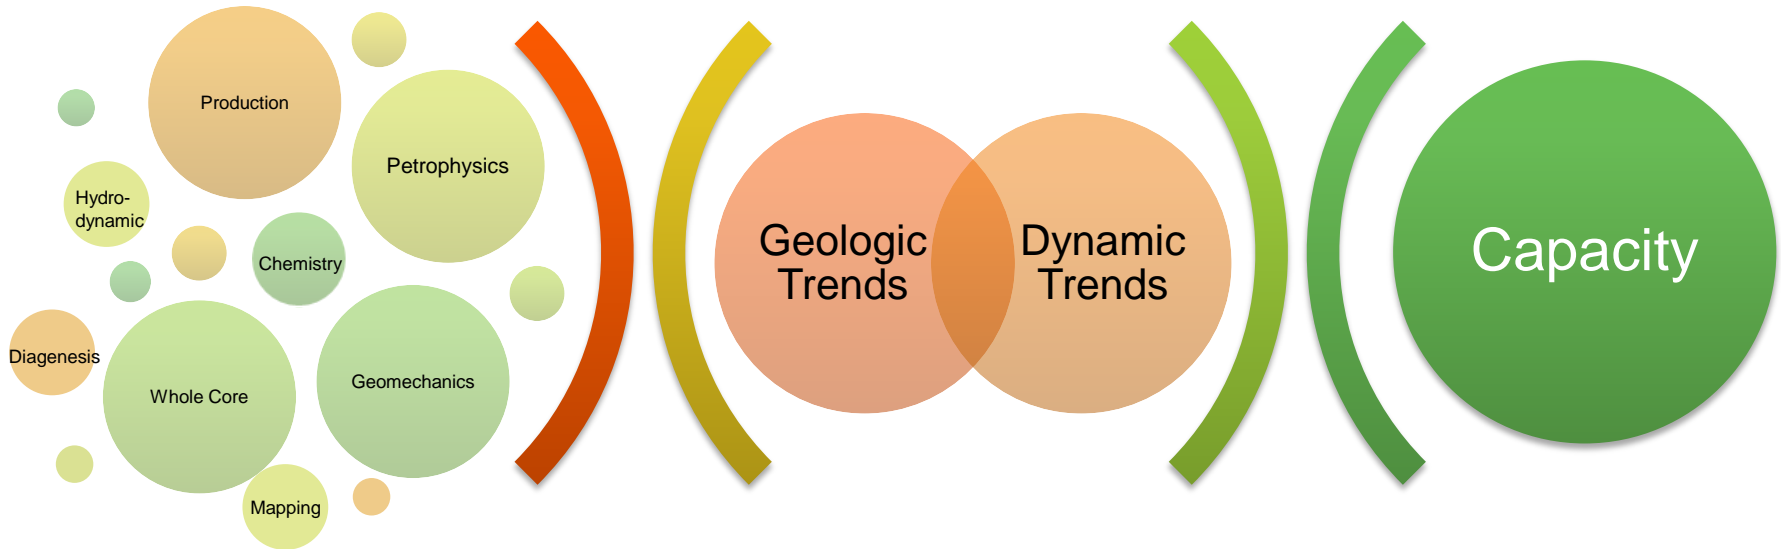 Production
Petrophysics
Hydro-
dynamic
Chemistry
Diagenesis
Whole Core
Geomechanics
Mapping
Geologic
Trends
Dynamic
Trends
Capacity